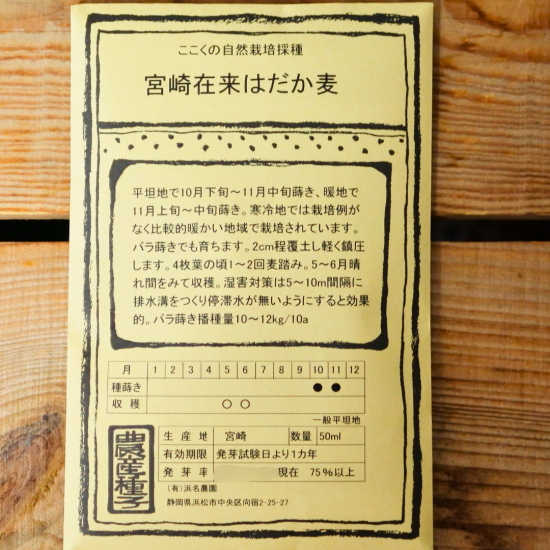 ここくの自然栽培採種
宮崎在来はだか麦
平坦地で10月下旬～11月中旬蒔き、暖地で
11月上旬～中旬蒔き。寒冷地では栽培例が
なく比較的暖かい地域で栽培されています。
バラ蒔きでも育ちます。2cm程覆土し軽く鎮圧
します。4枚葉の頃1～2回麦踏み。5～6月晴
れ間をみて収穫。湿害対策は5～10m間隔に
排水溝をつくり停滞水が無いようにすると効果
的。バラ蒔き播種量10～12kg/10a
月 1 2 3 4 5 6 7 8 9 10 11 12
種蒔き ● ●
収穫 ○ ○
一般平坦地
生産地 宮崎 数量 50ml
有効期限 発芽試験日より1カ年
発芽率 現在 75％以上
(有)浜名農園
静岡県浜松市中央区向宿2-25-27